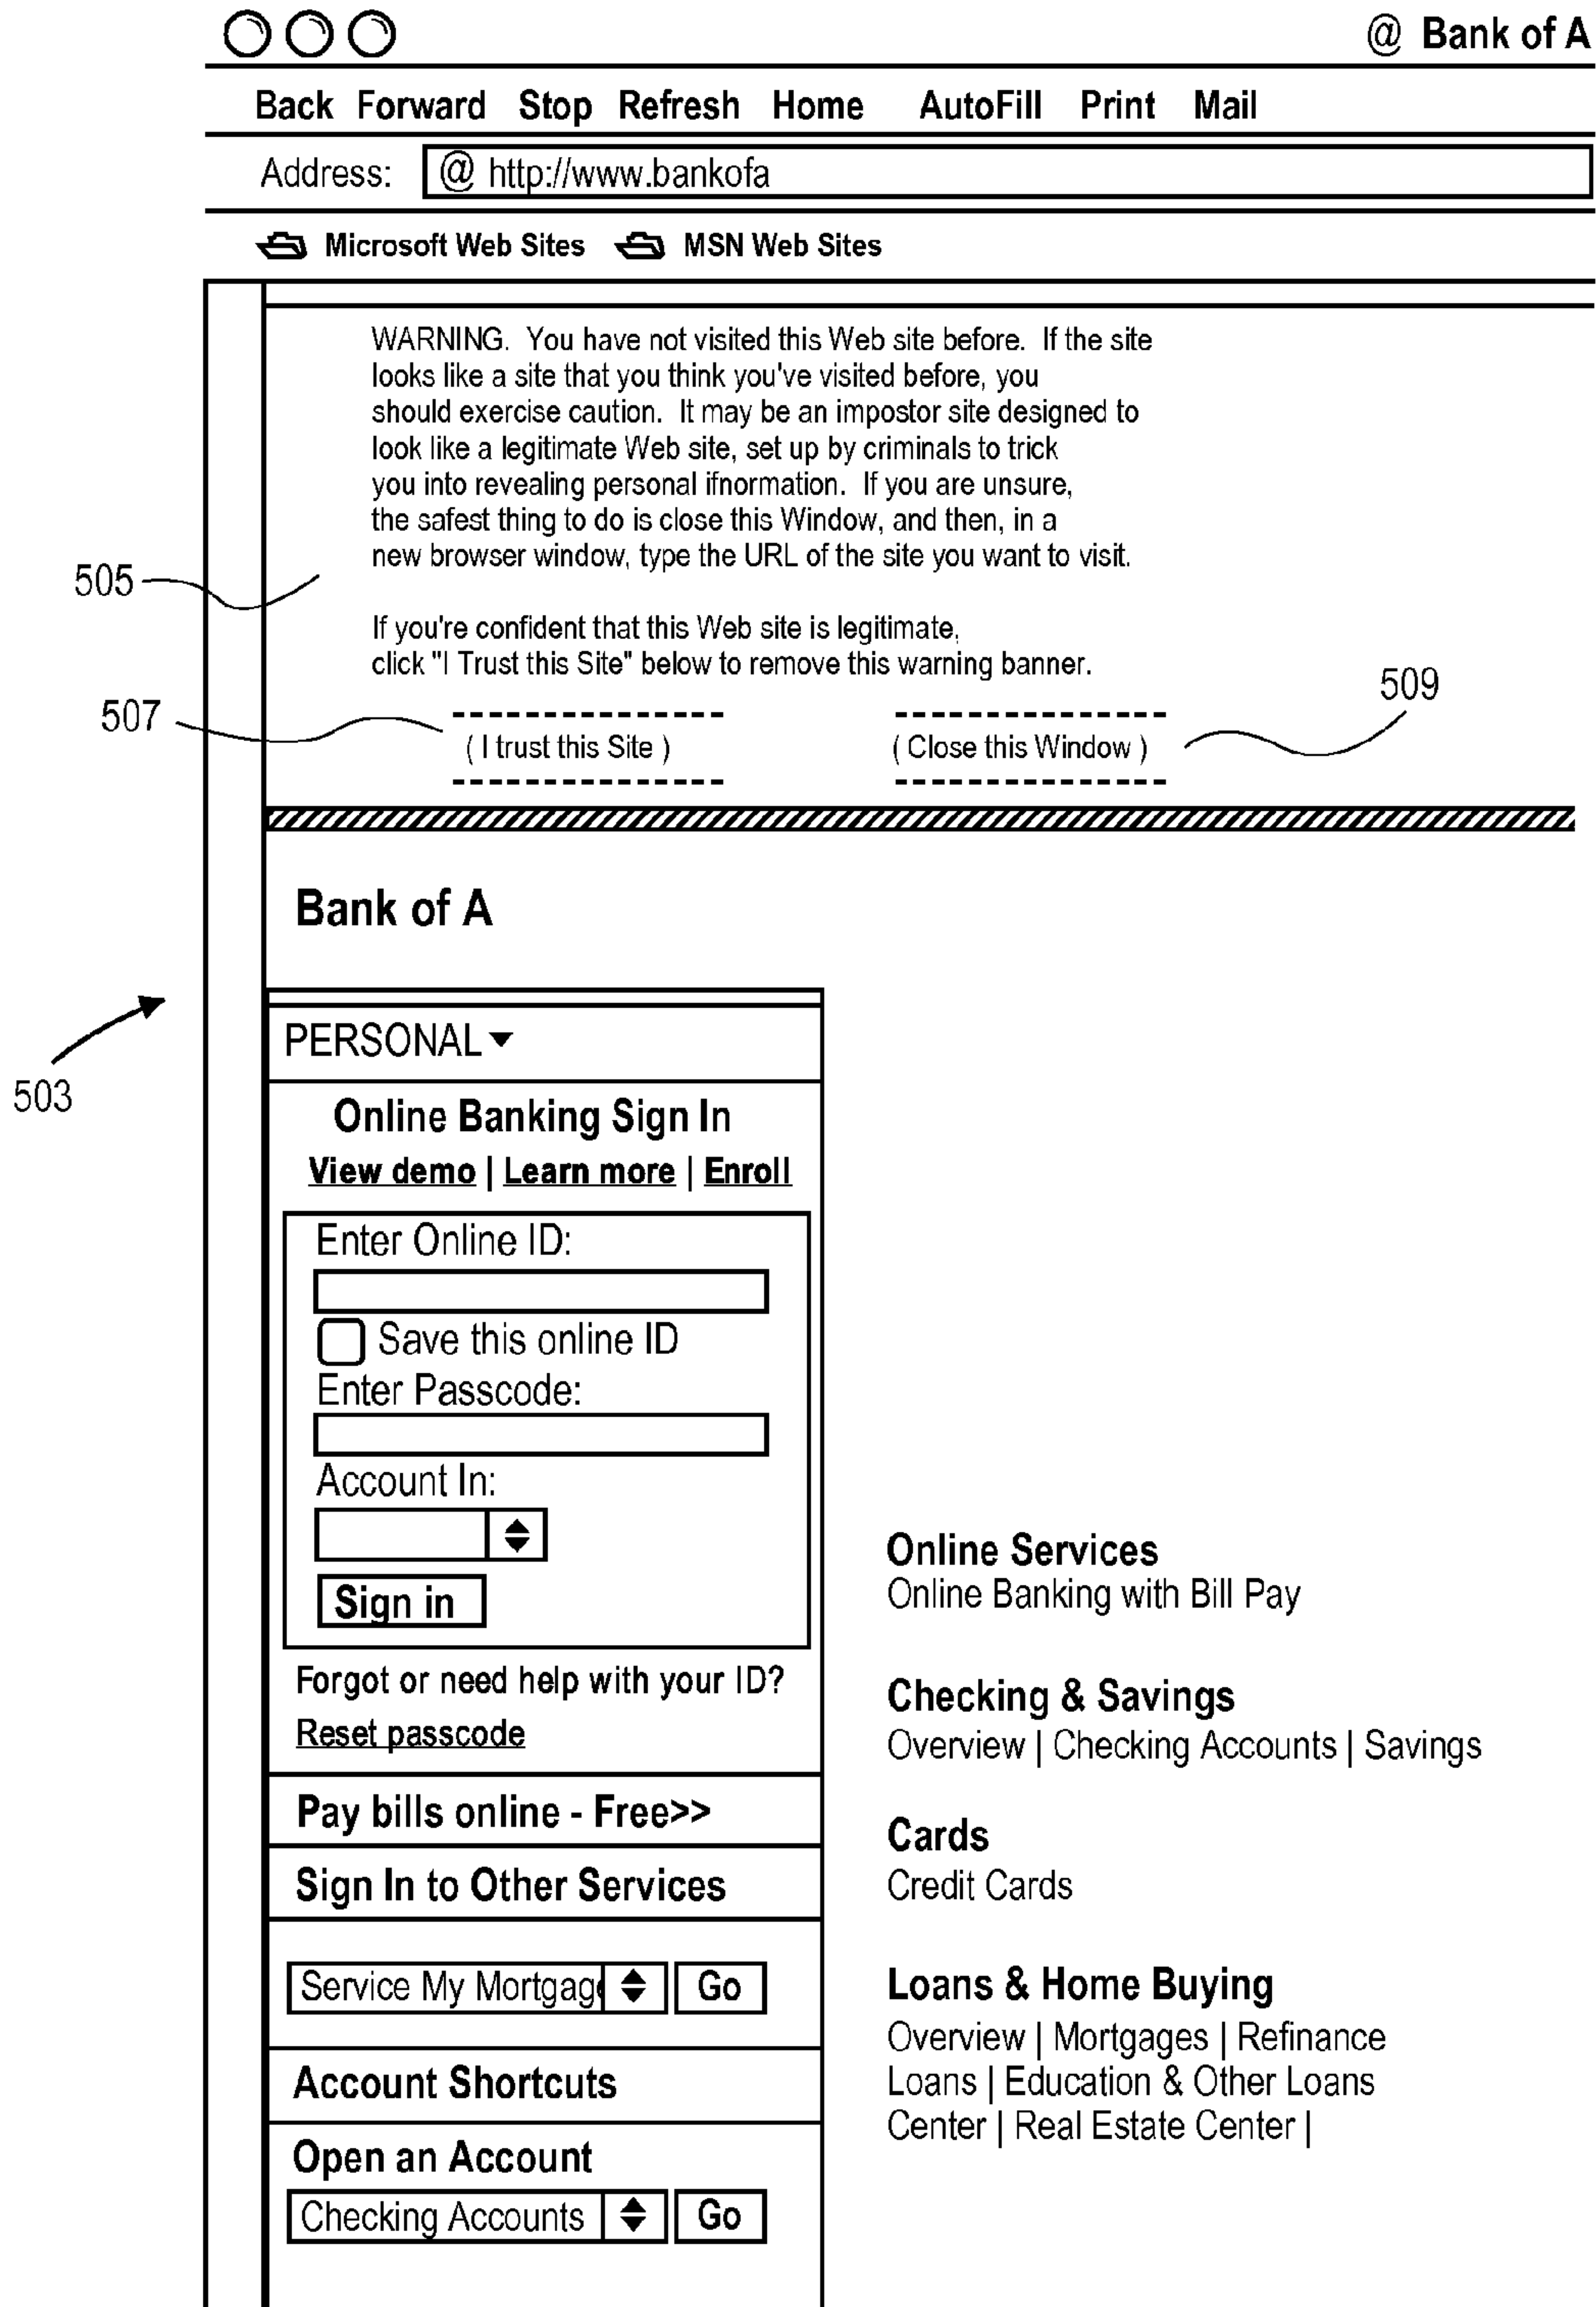 @ Bank of A
Back Forward Stop Refresh Home AutoFill Print Mail
Address: @ http://www.bankofa
Microsoft Web Sites MSN Web Sites
WARNING. You have not visited this Web site before. If the site
looks like a site that you think you've visited before, you
should exercise caution. It may be an impostor site designed to
look like a legitimate Web site, set up by criminals to trick
you into revealing personal ifnormation. If you are unsure,
the safest thing to do is close this Window, and then, in a
new browser window, type the URL of the site you want to visit.
505
If you're confident that this Web site is legitimate,
click "I Trust this Site" below to remove this warning banner.
509
507
( I trust this Site ) ( Close this Window )
Bank of A
503
PERSONAL
Online Banking Sign In
View demo | Learn more | Enroll
Enter Online ID:
Save this online ID
Enter Passcode:
Account In:
Sign in
Forgot or need help with your ID?
Reset passcode
Pay bills online - Free>>
Sign In to Other Services
Service My Mortgag Go
Account Shortcuts
Open an Account
Checking Accounts Go
Online Services
Online Banking with Bill Pay
Checking & Savings
Overview | Checking Accounts | Savings
Cards
Credit Cards
Loans & Home Buying
Overview | Mortgages | Refinance
Loans | Education & Other Loans
Center | Real Estate Center |